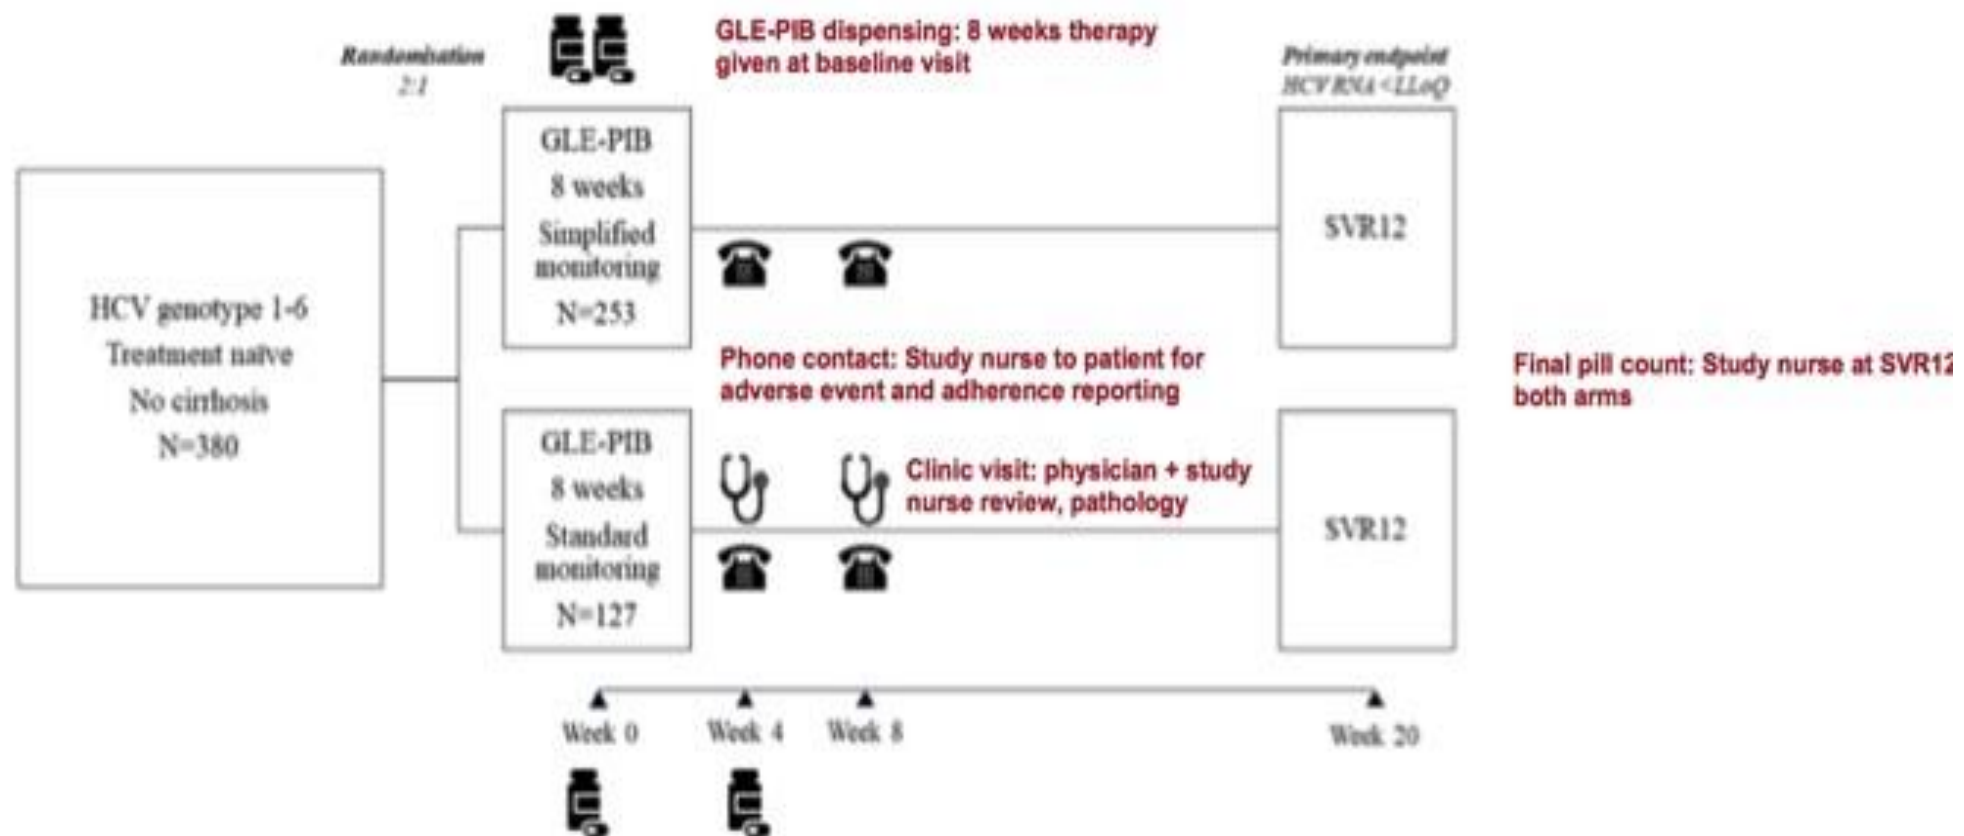 Randomisation
2:1
GLE-PIB dispensing: 8 weeks therapy
given at baseline visit
Primary endpoint
HCV RNA <LLoQ
HCV genotype 1-6
Treatment naïve
No cirrhosis
N=380
GLE-PIB
8 weeks
Simplified
monitoring
N=253
SVR12
Phone contact: Study nurse to patient for
adverse event and adherence reporting
Final pill count: Study nurse at SVR12
both arms
GLE-PIB
8 weeks
Standard
monitoring
N=127
Clinic visit: physician + study
nurse review, pathology
SVR12
Week 0
Week 4
Week 8
Week 20